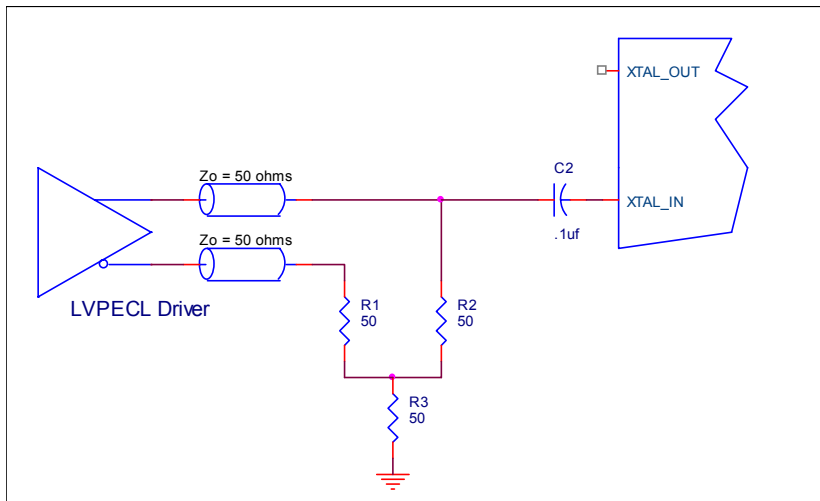 XTAL_OUT
Zo = 50 ohms
C2
XTAL_IN
.1uf
Zo = 50 ohms
LVPECL Driver
R1
50
R2
50
R3
50